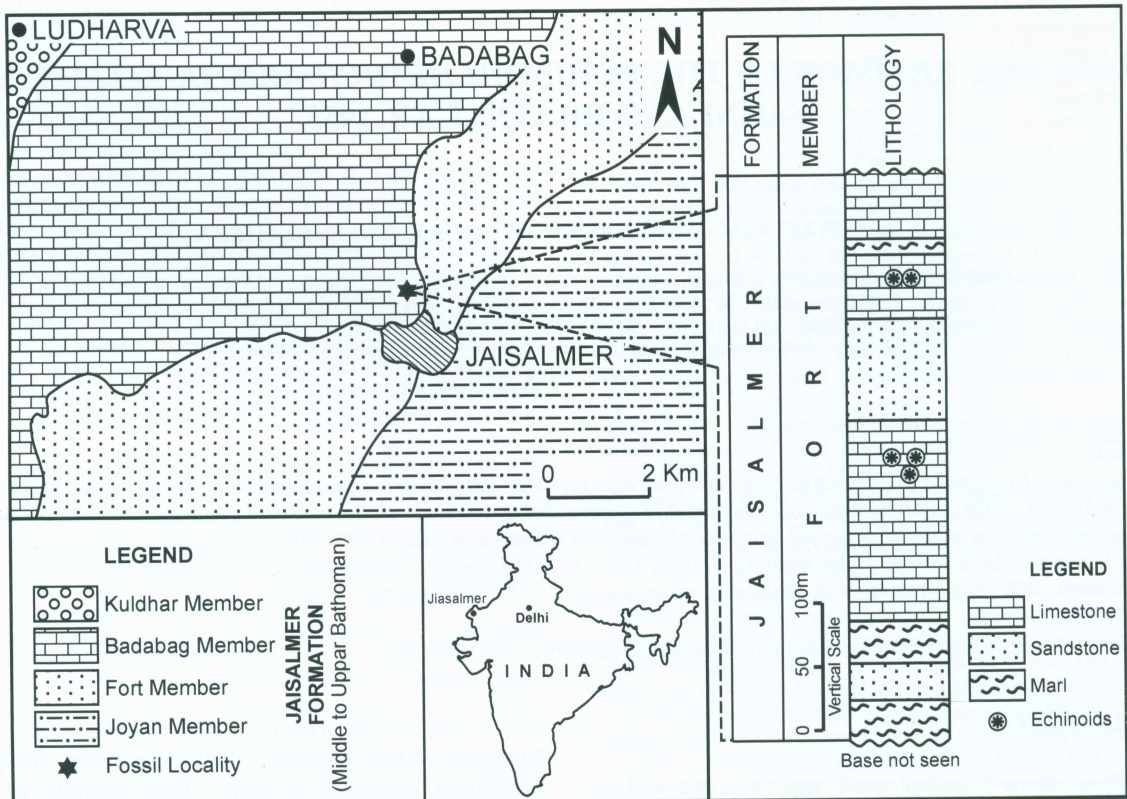 LUDHARVA
BADABAG
N
JAISALMER
0 2 Km
LEGEND
Kuldhar Member
Badabag Member
Fort Member
Joyan Member
Fossil Locality
JAISALMER
FORMATION
(Middle to Uppar Bathoman)
Jiasalmer
Delhi
INDIA
FORMATION
MEMBER
LITHOLOGY
JAISALMER
FORT
100m
50
0
Vertical Scale
Base not seen
LEGEND
Limestone
Sandstone
Marl
Echinoids